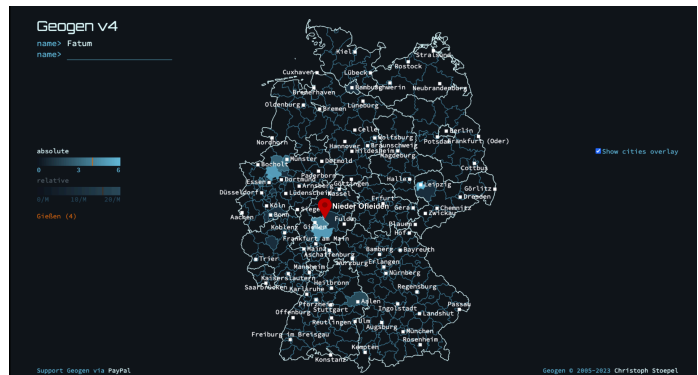 Geogen v4
name> Fatum
name>
absolute
0 3 6
relative
0/M 10/M 20/M
Gießen (4)
Show cities overlay
Kiel
Stralsund
Rostock
Cuxhaven
Lübeck
Bremerhaven
Hamburg
Schwerin
Neubrandenburg
Oldenburg
Bremen
Lüneburg
Celle
Wolfsburg
Berlin
Nordhorn
Hannover
Braunschweig
Potsdam
Frankfurt (Oder)
Hildesheim
Magdeburg
Bocholt
Münster
Detmold
Cottbus
Paderborn
Essen
Dortmund
Göttingen
Halle
Leipzig
Arnsberg
Kassel
Görlitz
Düsseldorf
Lüdenscheid
Dresden
Köln
Siegen
Nieder Ofleiden
Erfurt
Gera
Chemnitz
Aachen
Bonn
Fulda
Zwickau
Koblenz
Gießen
Plauen
Hof
Frankfurt am Main
Mainz
Aschaffenburg
Bamberg
Bayreuth
Trier
Würzburg
Erlangen
Mannheim
Nürnberg
Kaiserslautern
Saarbrücken
Heilbronn
Karlsruhe
Regensburg
Pforzheim
Aalen
Stuttgart
Ingolstadt
Passau
Offenburg
Landshut
Reutlingen
Ulm
Augsburg
München
Freiburg im Breisgau
Rosenheim
Kempten
Konstanz
Support Geogen via PayPal
Geogen © 2005-2023 Christoph Stoepel